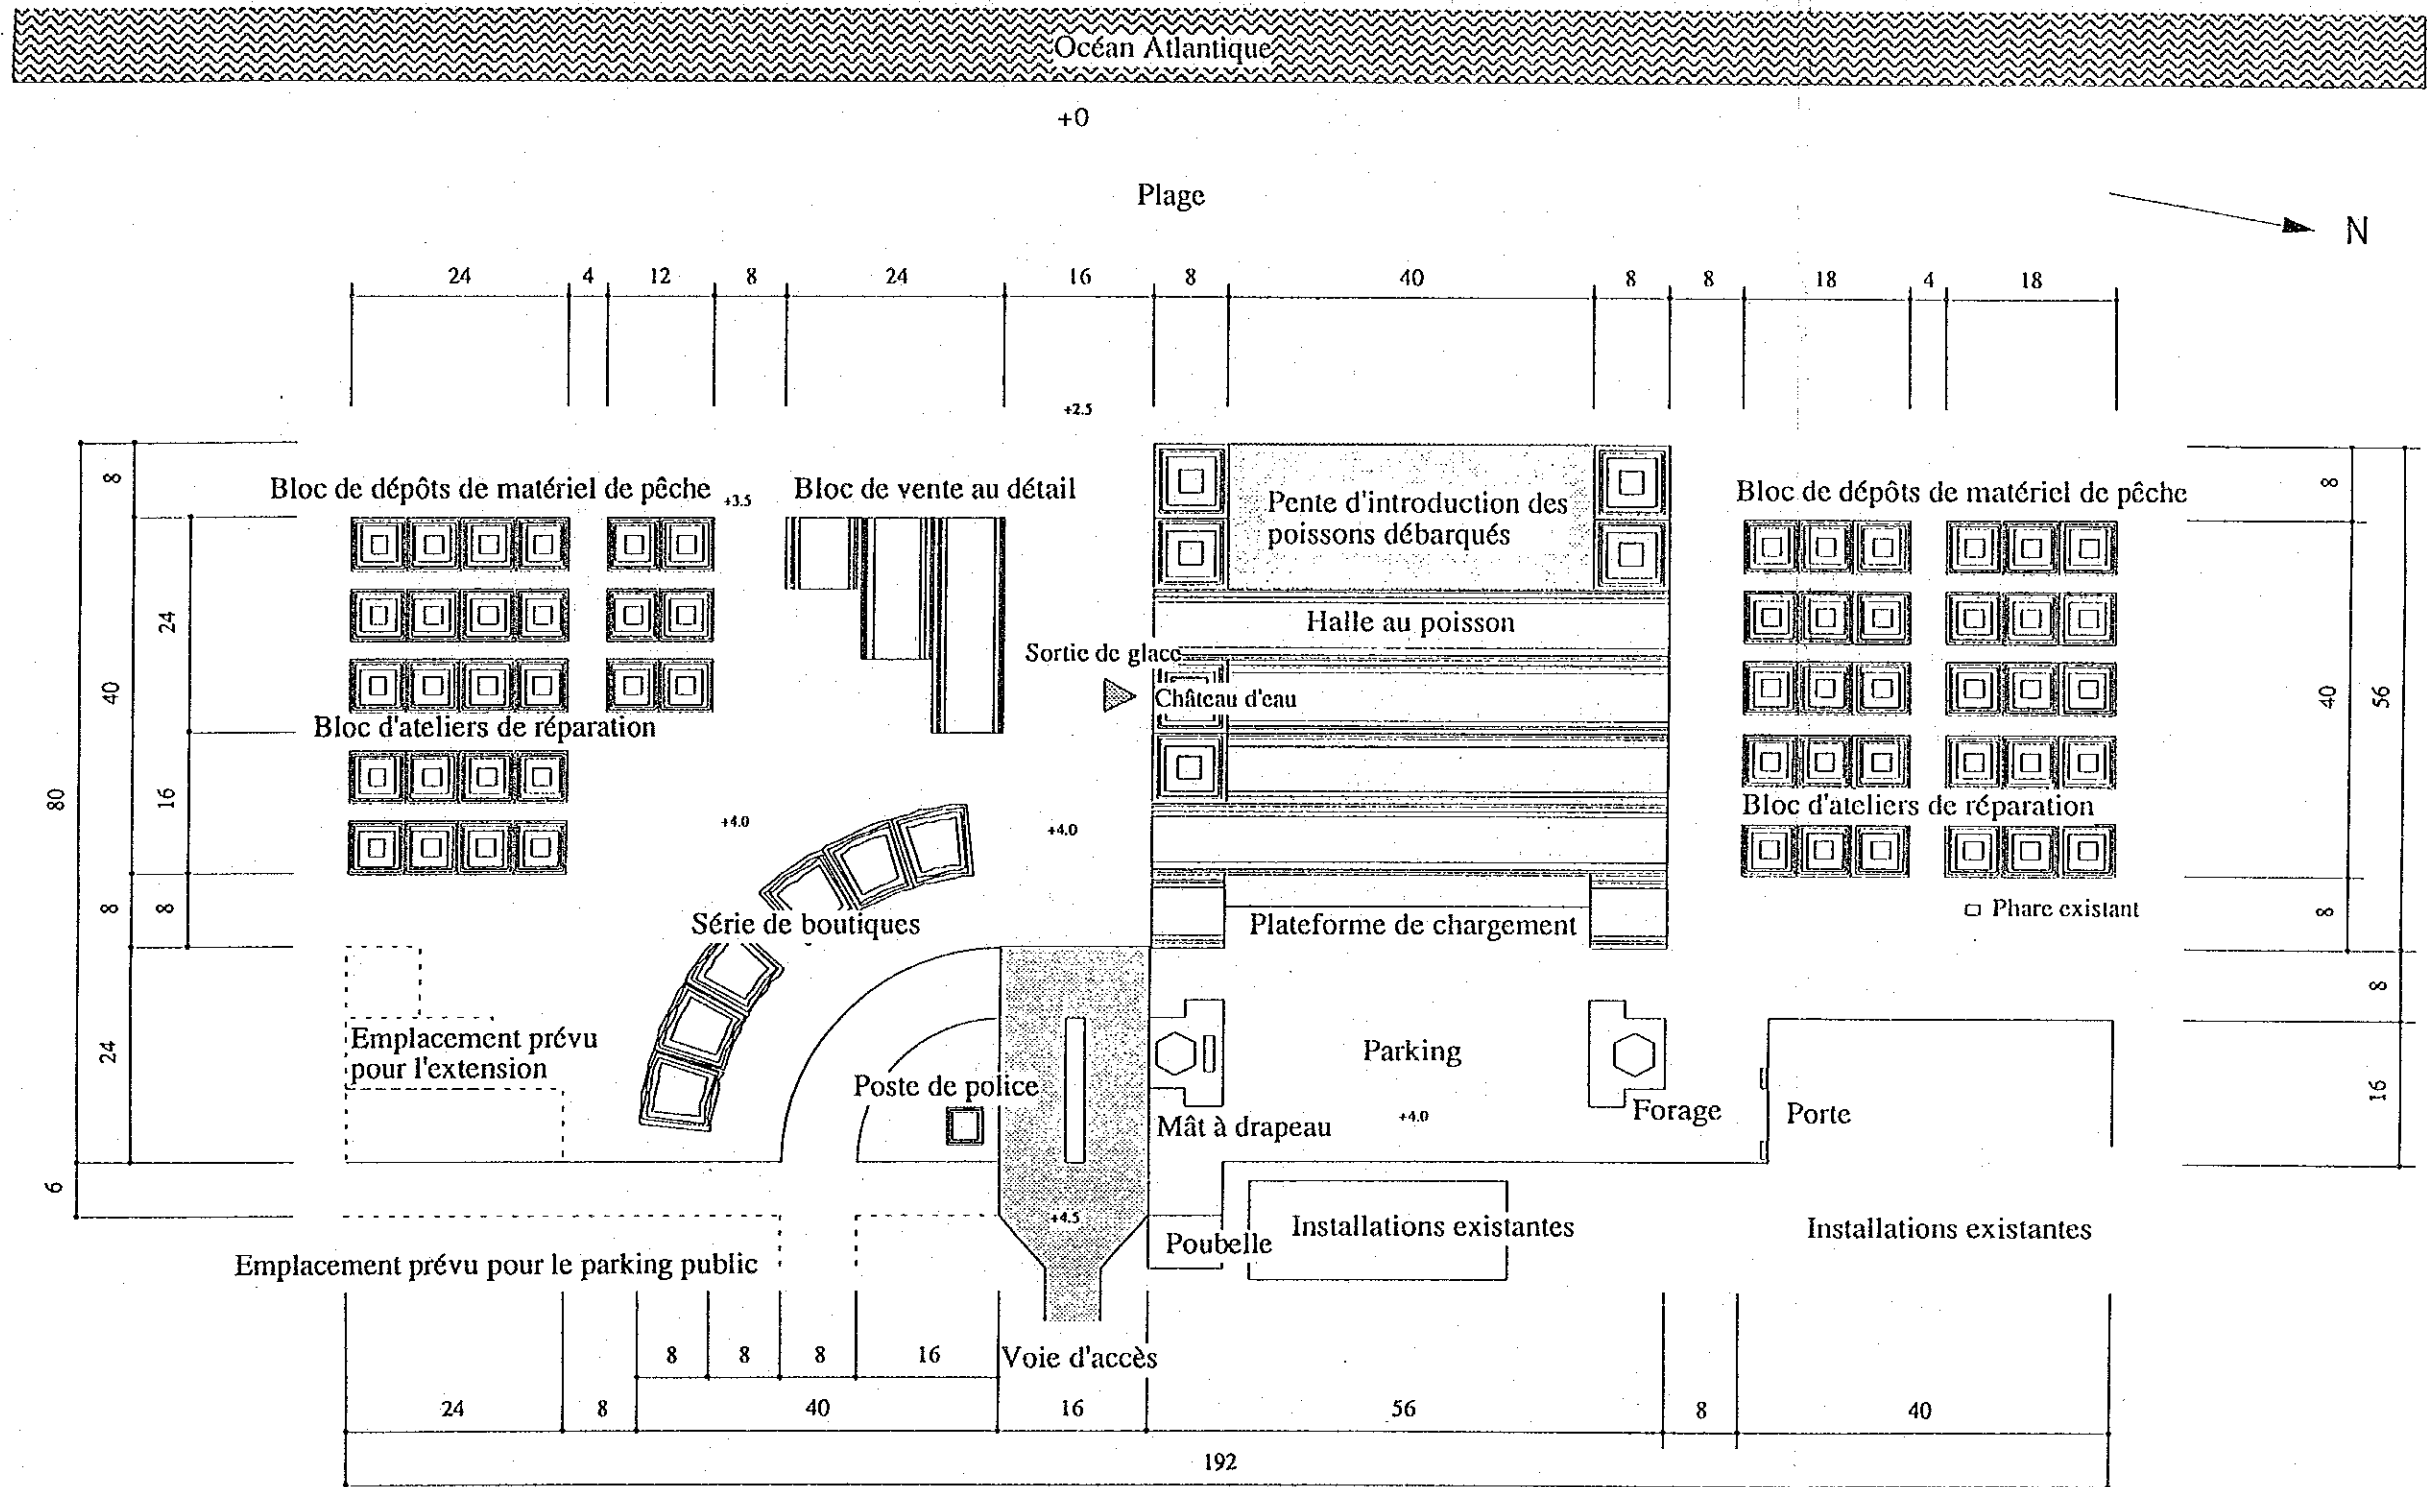 Océan Atlantique
+0
Plage
N
24 4 12 8 24 16 8 40 8 8 18 4 18
+2.5
Bloc de dépôts de matériel de pêche
+3.5
Bloc de vente au détail
Pente d'introduction des
poissons débarqués
Bloc de dépôts de matériel de pêche
8
8
24
Halle au poisson
Sortie de glace
Château d'eau
40
40
56
Bloc d'ateliers de réparation
80
16
+4.0
+4.0
Bloc d'ateliers de réparation
8
8
Série de boutiques
Plateforme de chargement
Phare existant
8
8
24
Emplacement prévu
pour l'extension
Poste de police
Parking
Mât à drapeau
+4.0
Forage
Porte
16
6
+4.5
Poubelle
Installations existantes
Installations existantes
Emplacement prévu pour le parking public
8 8 8 16
Voie d'accès
24 8 40 16 56 8 40
192